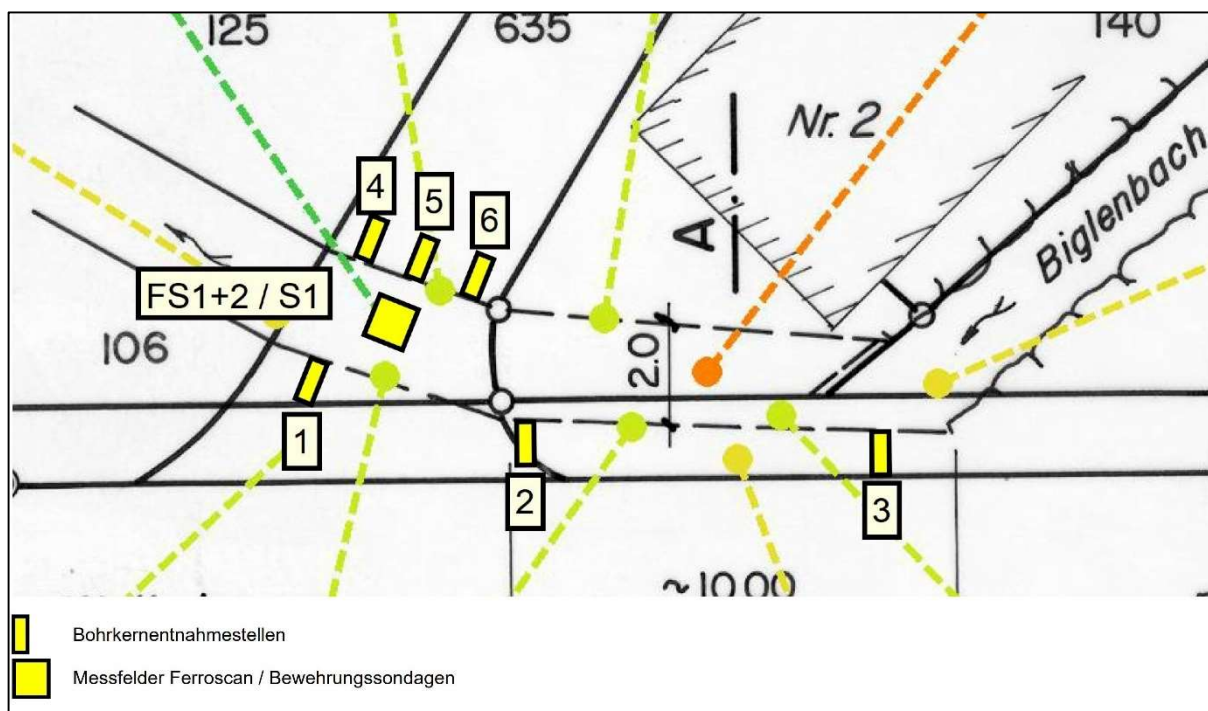 125
635
140
Nr. 2
A
Biglenbach
4
5
6
FS1+2 / S1
106
2.0
1
2
3
~10.00
Bohrkernentnahmestellen
Messfelder Ferroscan / Bewehrungssondagen